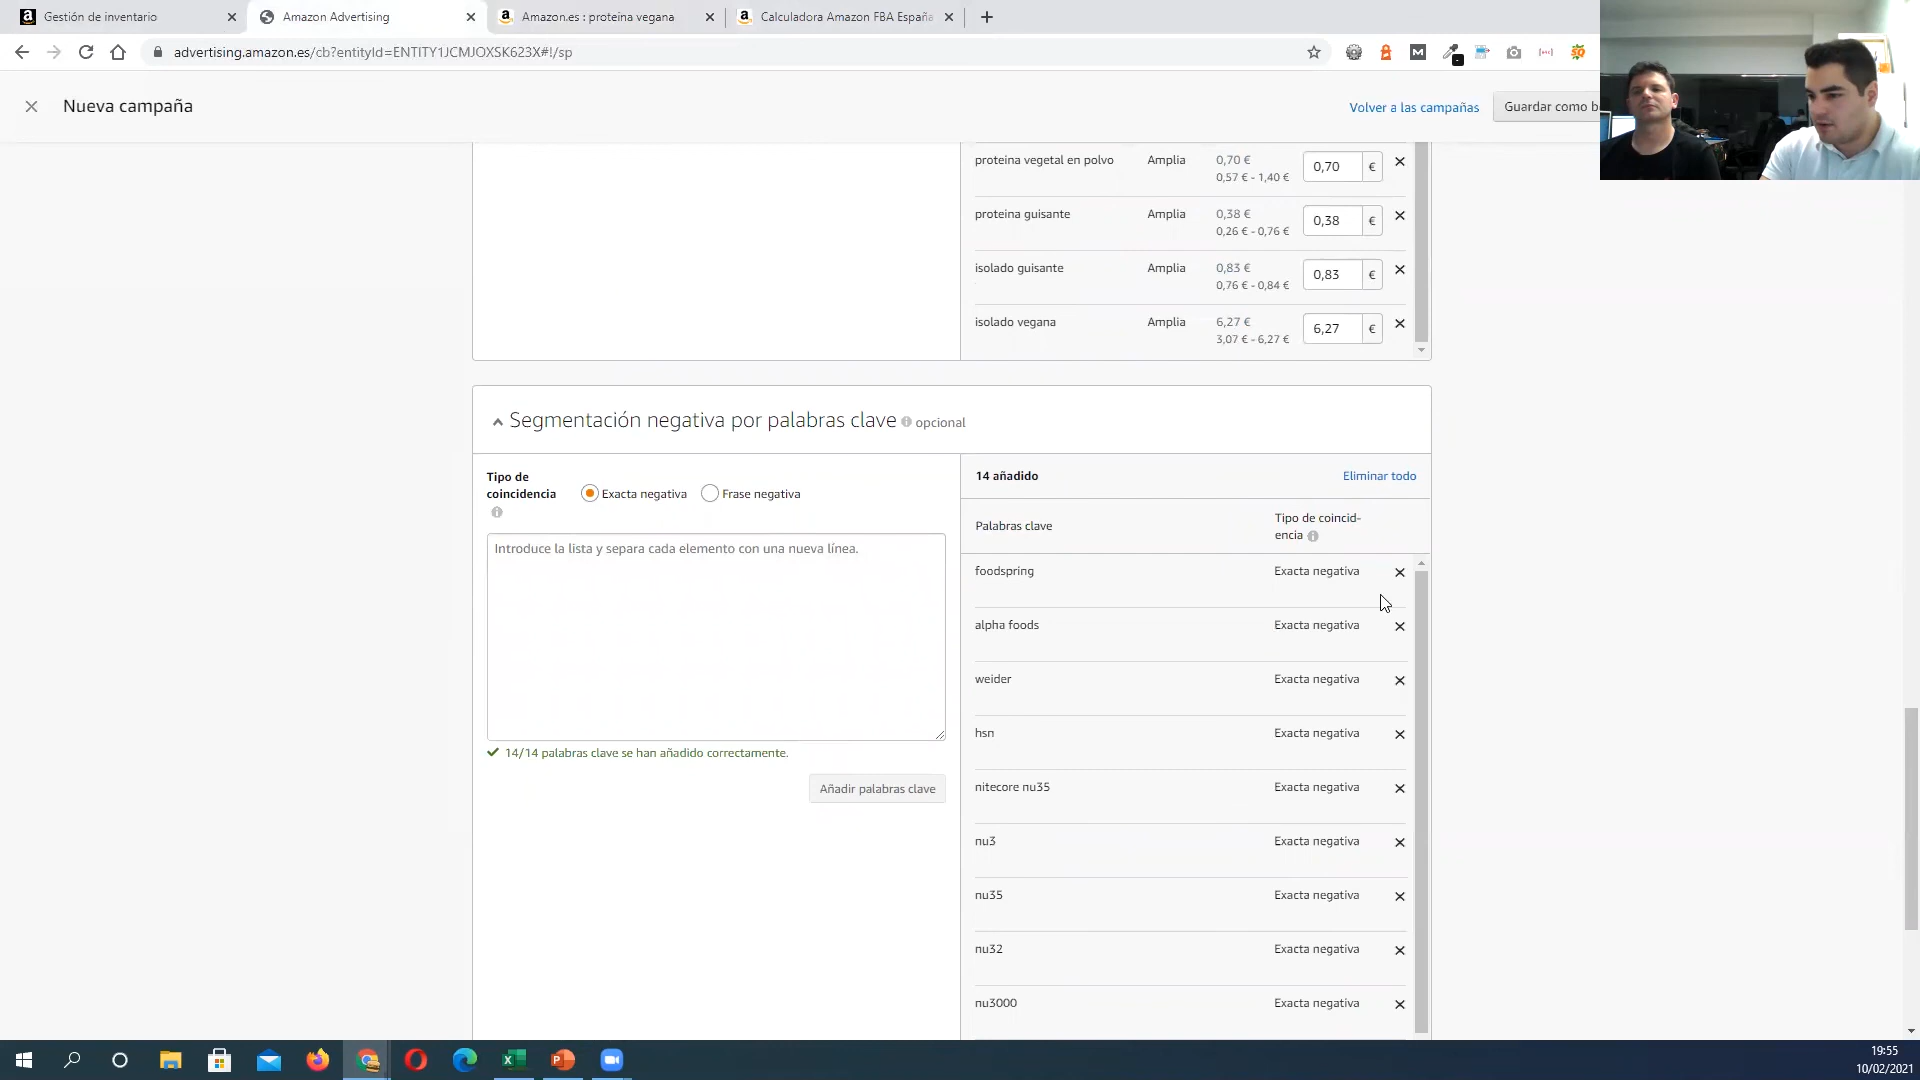 Gestión de inventario
Amazon Advertising
Amazon.es : proteina vegana
Calculadora Amazon FBA España
advertising.amazon.es/cb?entityId=ENTITY1JCMJOXSK623X#!/sp
Nueva campaña
Volver a las campañas
Guardar como b
proteina vegetal en polvo Amplia 0,70 € 0,70 €
0,57 € - 1,40 €
proteina guisante Amplia 0,38 € 0,38 €
0,26 € - 0,76 €
isolado guisante Amplia 0,83 € 0,83 €
0,76 € - 0,84 €
isolado vegana Amplia 6,27 € 6,27 €
3,07 € - 6,27 €
Segmentación negativa por palabras clave opcional
Tipo de
coincidencia
Exacta negativa
Frase negativa
Introduce la lista y separa cada elemento con una nueva línea.
14/14 palabras clave se han añadido correctamente.
Añadir palabras clave
14 añadido
Eliminar todo
Palabras clave
Tipo de coincid-
encia
foodspring Exacta negativa
alpha foods Exacta negativa
weider Exacta negativa
hsn Exacta negativa
nitecore nu35 Exacta negativa
nu3 Exacta negativa
nu35 Exacta negativa
nu32 Exacta negativa
nu3000 Exacta negativa
19:55
10/02/2021